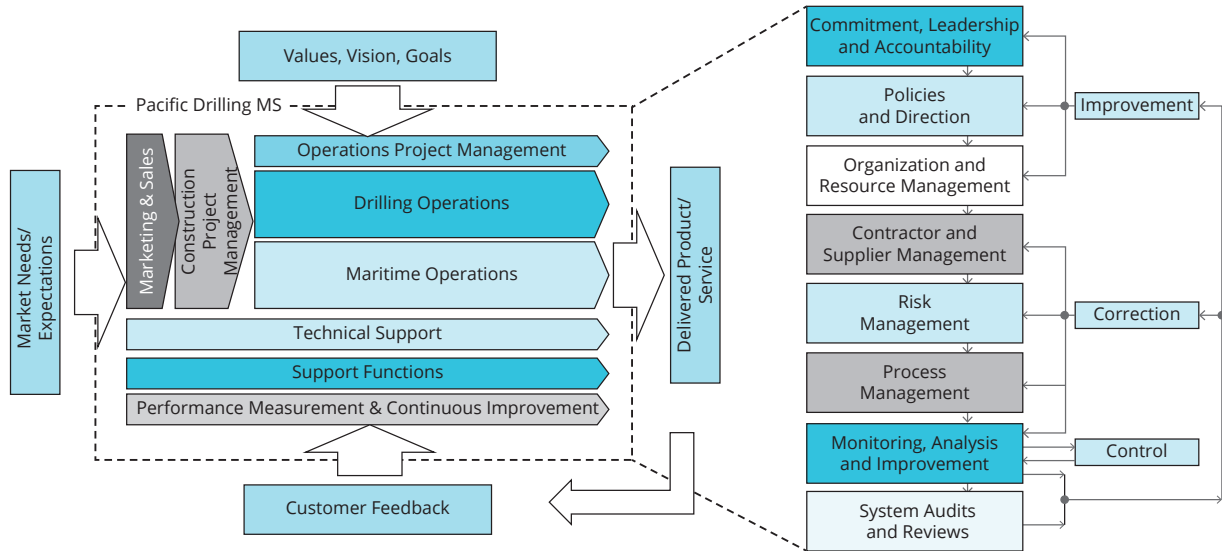 Values, Vision, Goals
Pacific Drilling MS
Market Needs/
Expectations
Marketing & Sales
Construction
Project
Management
Operations Project Management
Drilling Operations
Maritime Operations
Technical Support
Support Functions
Performance Measurement & Continuous Improvement
Delivered Product/
Service
Customer Feedback
Commitment, Leadership
and Accountability
Policies
and Direction
Organization and
Resource Management
Contractor and
Supplier Management
Risk
Management
Process
Management
Monitoring, Analysis
and Improvement
System Audits
and Reviews
Improvement
Correction
Control